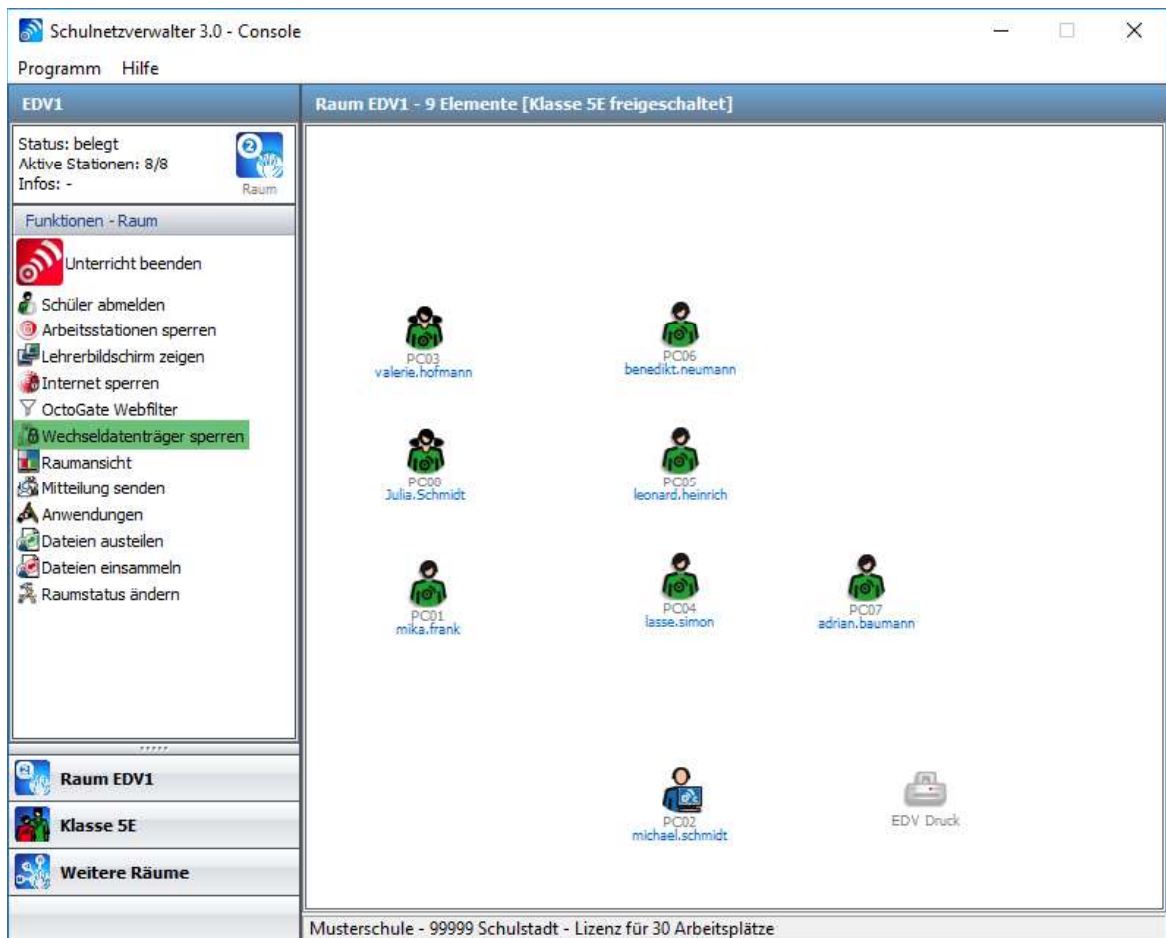 Schulnetzverwalter 3.0 - Console
Programm Hilfe
EDV1
Status: belegt
Aktive Stationen: 8/8
Infos: -
Raum
Funktionen - Raum
Unterricht beenden
Schüler abmelden
Arbeitsstationen sperren
Lehrerbildschirm zeigen
Internet sperren
OctoGate Webfilter
Wechseldatenträger sperren
Raumansicht
Mitteilung senden
Anwendungen
Dateien austeilen
Dateien einsammeln
Raumstatus ändern
Raum EDV1
Klasse 5E
Weitere Räume
Raum EDV1 - 9 Elemente [Klasse 5E freigeschaltet]
PC03
valerie.hofmann
PC06
benedikt.neumann
PC00
Julia.Schmidt
PC05
leonard.heinrich
PC01
mika.frank
PC04
lasse.simon
PC07
adrian.baumann
PC02
michael.schmidt
EDV Druck
Musterschule - 99999 Schulstadt - Lizenz für 30 Arbeitsplätze